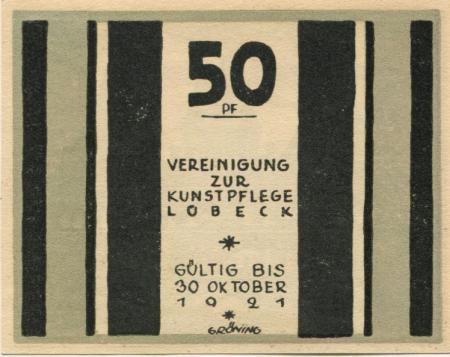 50
PF
VEREINIGUNG
ZUR
KUNSTPFLEGE
LÜBECK
GÜLTIG BIS
30 OKTOBER
1921
GRÖNING